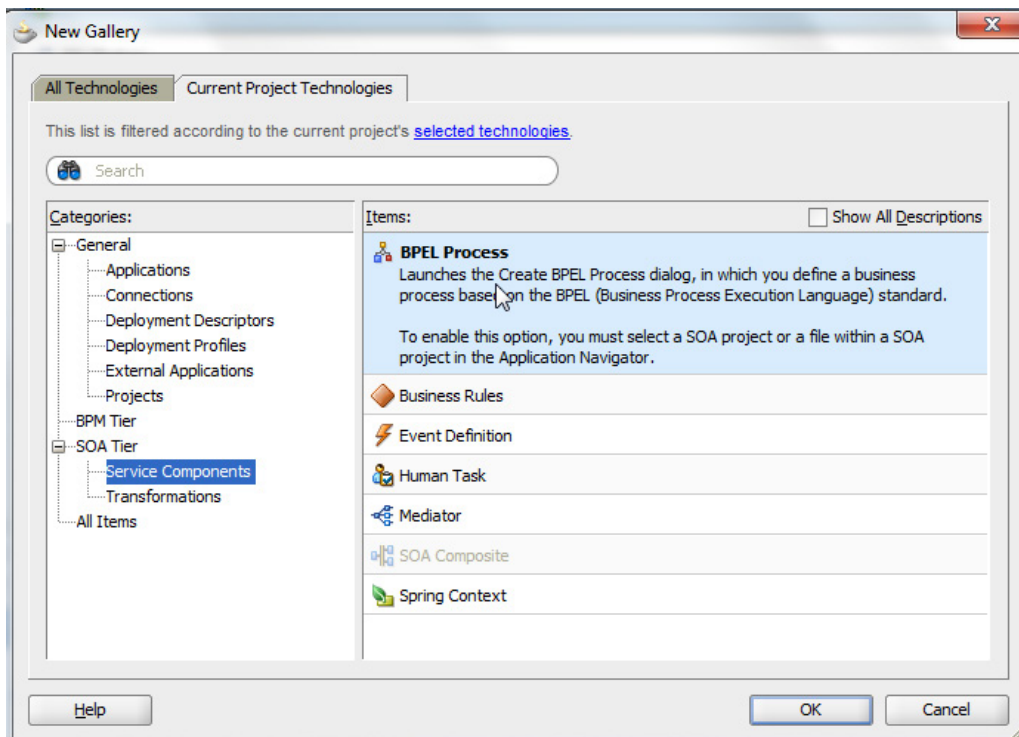 New Gallery
All Technologies
Current Project Technologies
This list is filtered according to the current project's selected technologies.
Search
Categories:
General
Applications
Connections
Deployment Descriptors
Deployment Profiles
External Applications
Projects
BPM Tier
SOA Tier
Service Components
Transformations
All Items
Items:
Show All Descriptions
BPEL Process
Launches the Create BPEL Process dialog, in which you define a business
process based on the BPEL (Business Process Execution Language) standard.
To enable this option, you must select a SOA project or a file within a SOA
project in the Application Navigator.
Business Rules
Event Definition
Human Task
Mediator
SOA Composite
Spring Context
Help
OK
Cancel